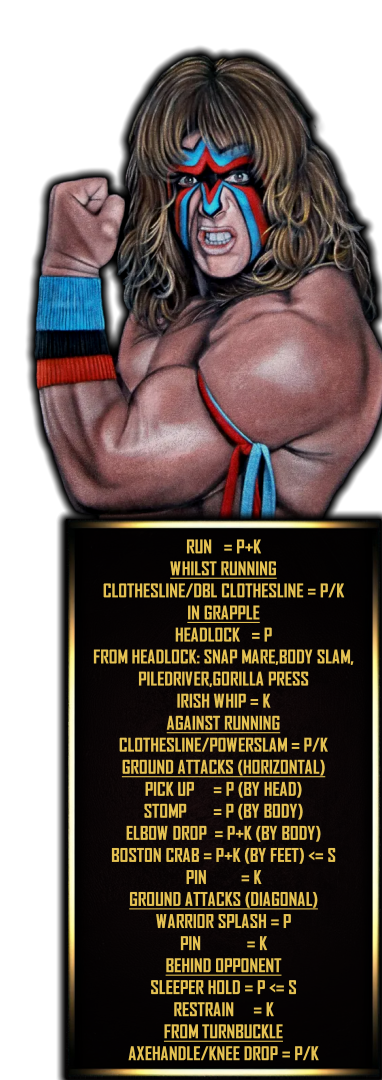 RUN = P+K
WHILST RUNNING
CLOTHESLINE/DBL CLOTHESLINE = P/K
IN GRAPPLE
HEADLOCK = P
FROM HEADLOCK: SNAP MARE,BODY SLAM,
PILEDRIVER,GORILLA PRESS
IRISH WHIP = K
AGAINST RUNNING
CLOTHESLINE/POWERSLAM = P/K
GROUND ATTACKS (HORIZONTAL)
PICK UP = P (BY HEAD)
STOMP = P (BY BODY)
ELBOW DROP = P+K (BY BODY)
BOSTON CRAB = P+K (BY FEET) <= S
PIN = K
GROUND ATTACKS (DIAGONAL)
WARRIOR SPLASH = P
PIN = K
BEHIND OPPONENT
SLEEPER HOLD = P <= S
RESTRAIN = K
FROM TURNBUCKLE
AXEHANDLE/KNEE DROP = P/K